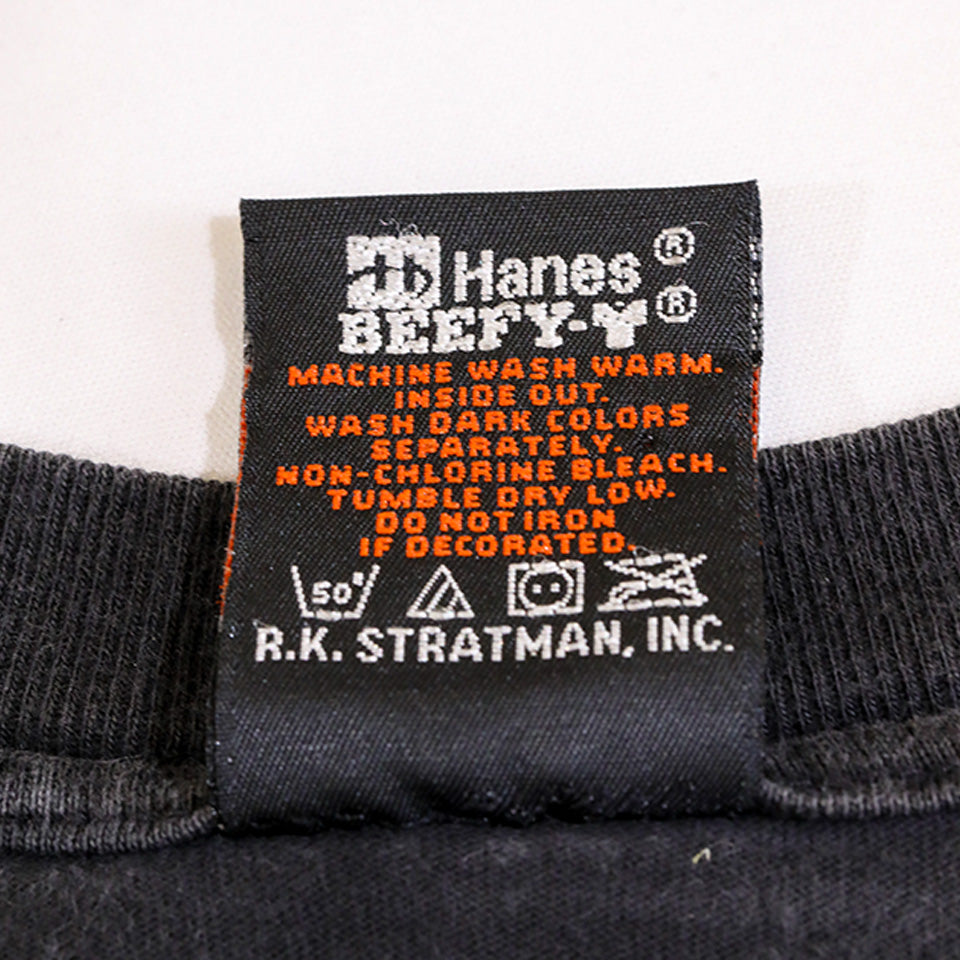 Hanes®
BEEFY-T®
MACHINE WASH WARM.
INSIDE OUT.
WASH DARK COLORS
SEPARATELY.
NON-CHLORINE BLEACH.
TUMBLE DRY LOW.
DO NOT IRON
IF DECORATED.
50°
R.K. STRATMAN, INC.